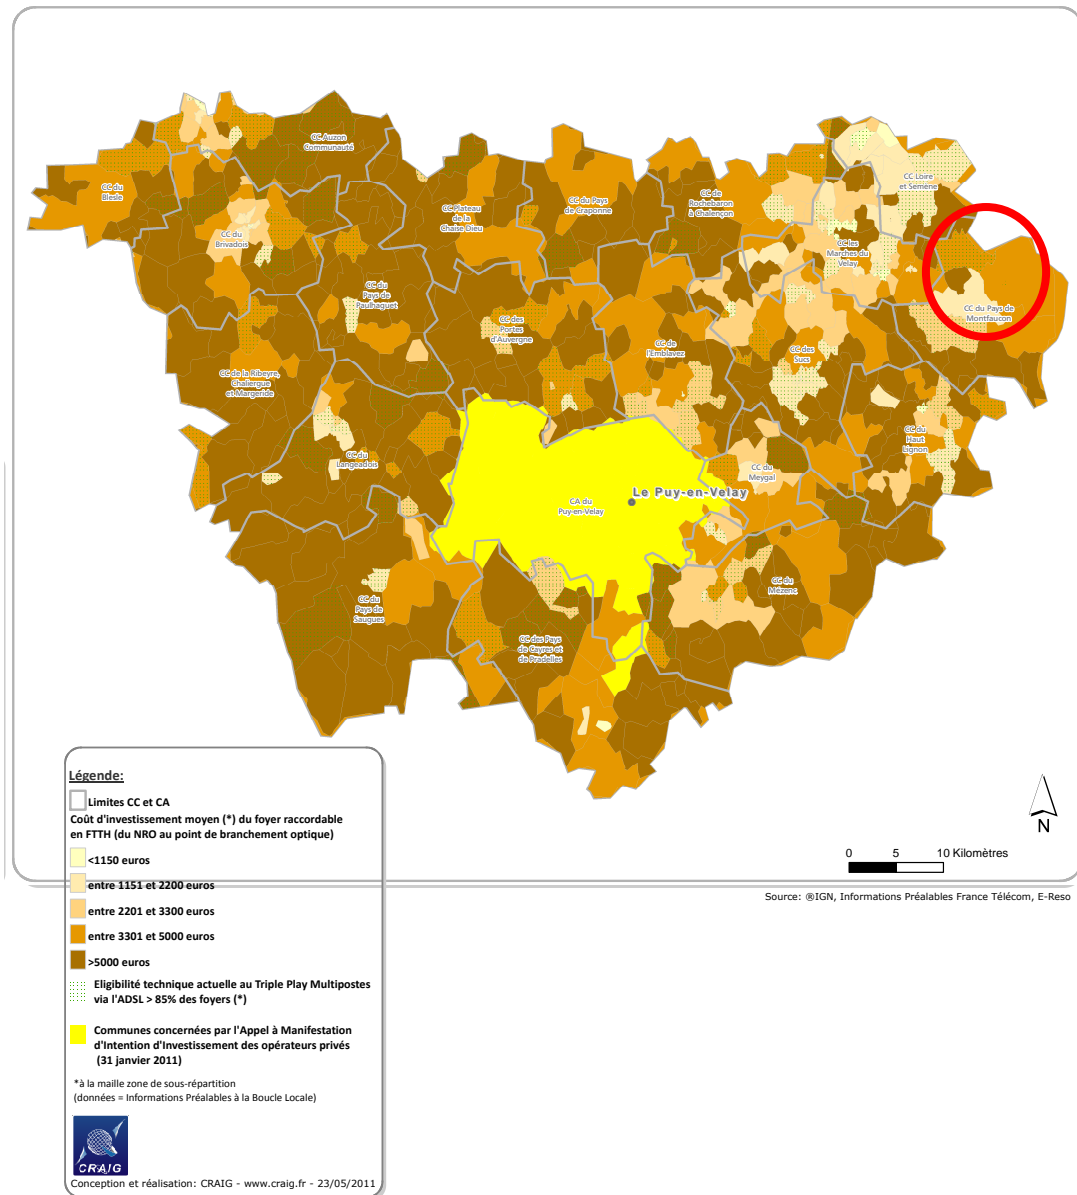 CC Auzon
Communauté
CC Loire
et Semène
CC du
Blesle
CC du Pays
de Craponne
CC de
Rochebaron
à Chalençon
CC Plateau
de la
Chaise Dieu
CC du
Brivadois
CC les
Marches du
Velay
CC du
Pays de
Paulhaguet
CC du Pays de
Montfaucon
CC des
Portes
d'Auvergne
CC de
l'Emblavez
CC des
Sucs
CC de la Ribeyre,
Chaliergue
et Margeride
CC du
Haut
Lignon
CC du
Langeadois
CC du
Meygal
Le Puy-en-Velay
CA du
Puy-en-Velay
CC du
Mézenc
CC du
Pays de
Saugues
CC des Pays
de Cayres et
de Pradelles
Légende:
Limites CC et CA
Coût d'investissement moyen (*) du foyer raccordable
en FTTH (du NRO au point de branchement optique)
<1150 euros
entre 1151 et 2200 euros
entre 2201 et 3300 euros
entre 3301 et 5000 euros
>5000 euros
Eligibilité technique actuelle au Triple Play Multipostes
via l'ADSL > 85% des foyers (*)
Communes concernées par l'Appel à Manifestation
d'Intention d'Investissement des opérateurs privés
(31 janvier 2011)
*à la maille zone de sous-répartition
(données = Informations Préalables à la Boucle Locale)
CRAIG
Conception et réalisation: CRAIG - www.craig.fr - 23/05/2011
N
0 5 10 Kilomètres
Source: ®IGN, Informations Préalables France Télécom, E-Reso